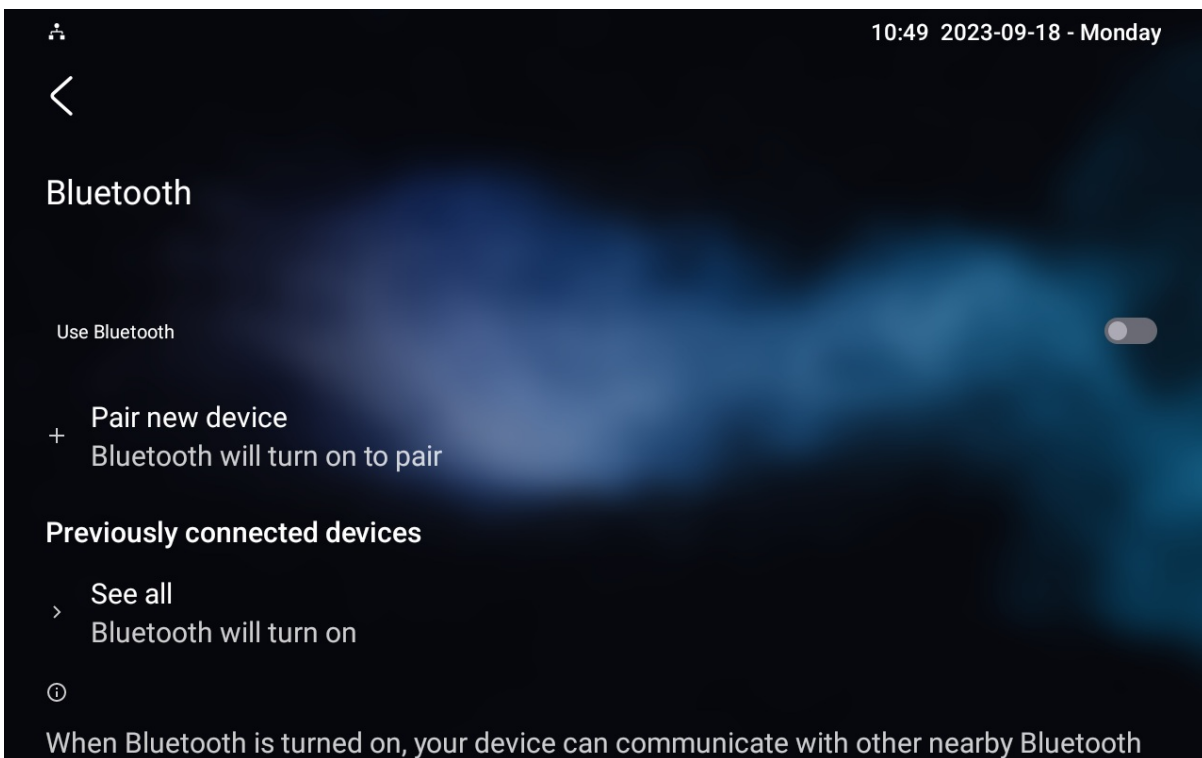 10:49 2023-09-18 - Monday
Bluetooth
Use Bluetooth
Pair new device
Bluetooth will turn on to pair
Previously connected devices
See all
Bluetooth will turn on
When Bluetooth is turned on, your device can communicate with other nearby Bluetooth